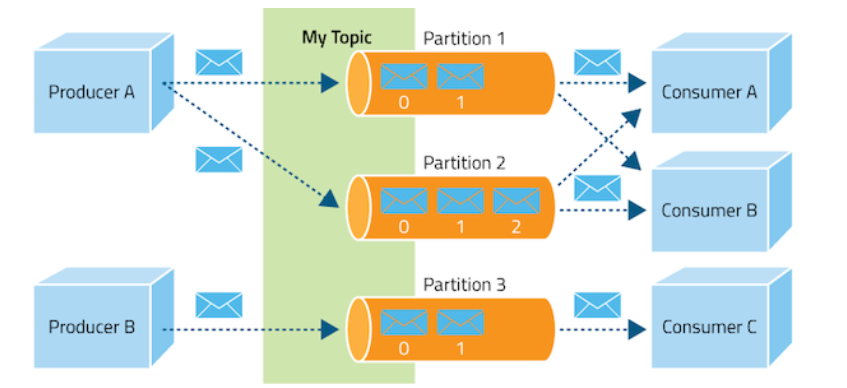 My Topic
Partition 1
Producer A
0 1
Consumer A
Partition 2
0 1 2
Consumer B
Partition 3
Producer B
0 1
Consumer C